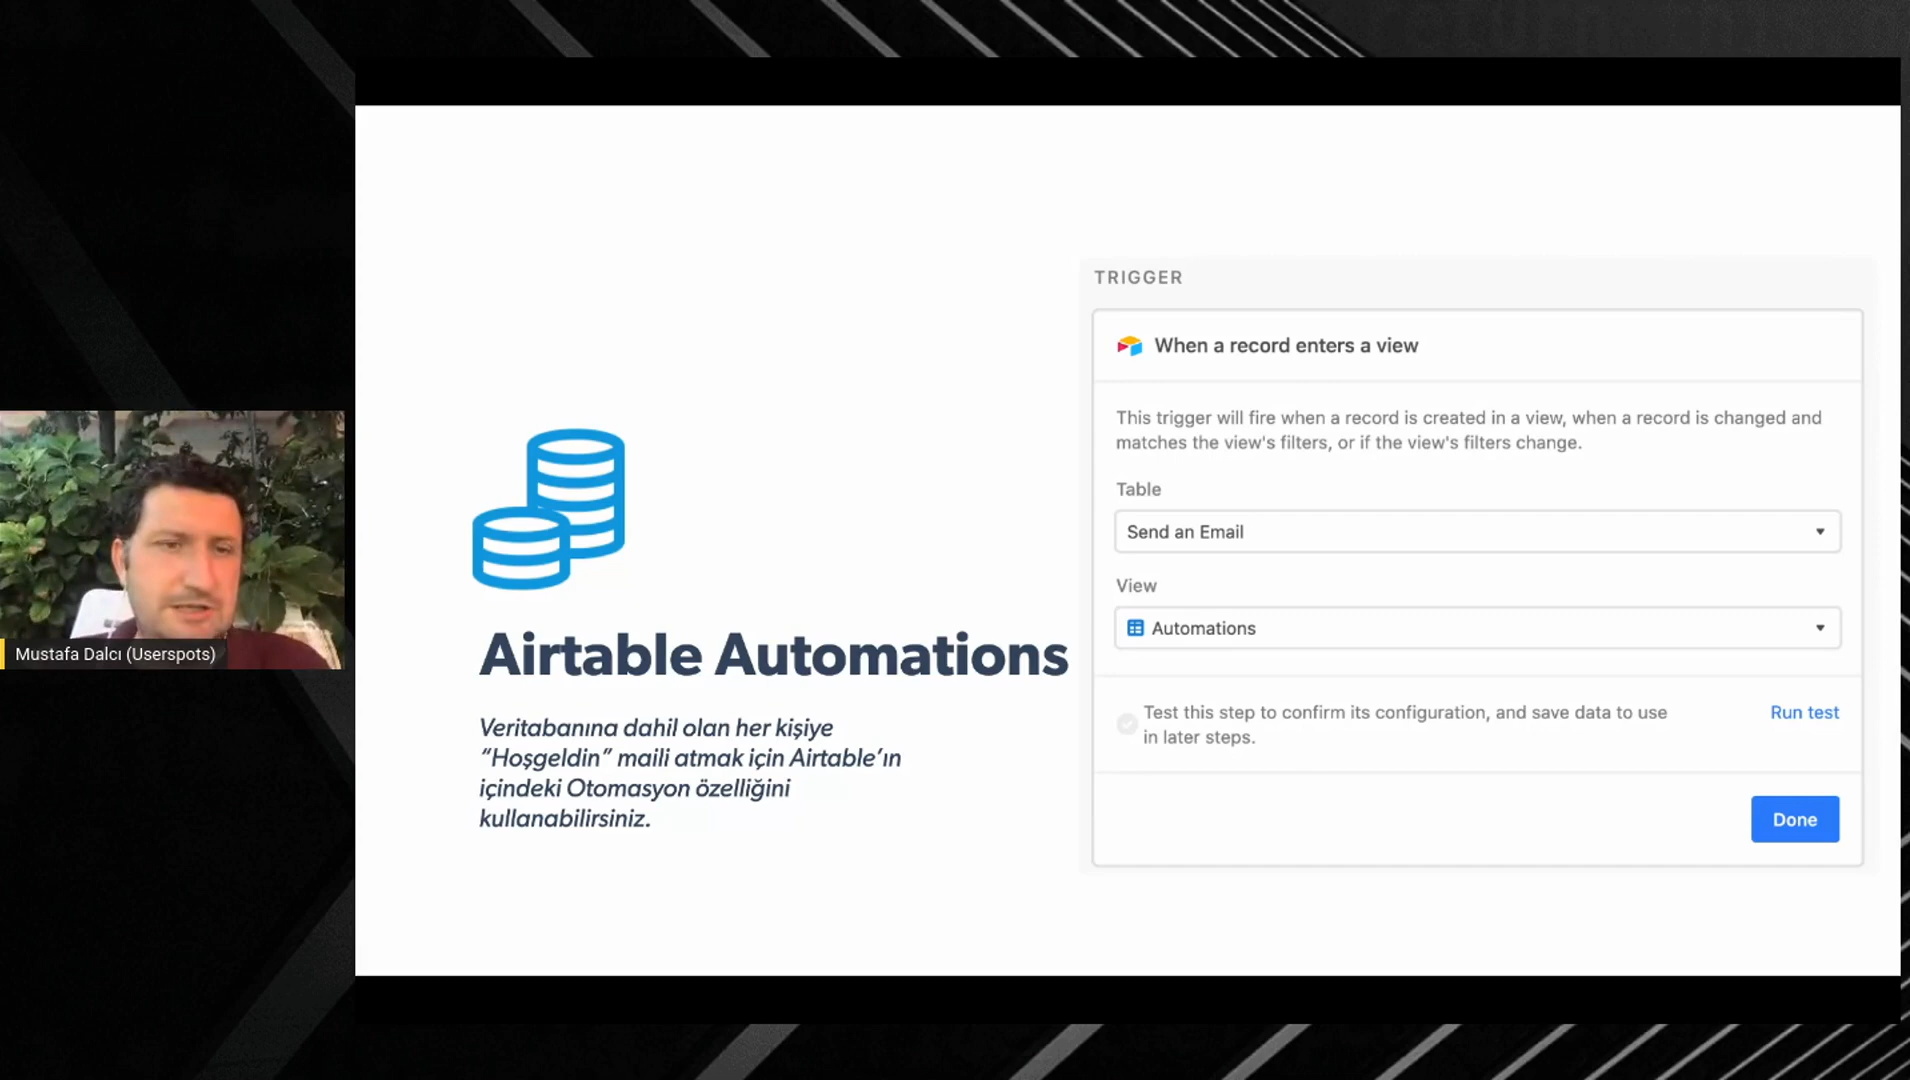 Mustafa Dalcı (Userspots)
Airtable Automations
Veritabanına dahil olan her kişiye
“Hoşgeldin” maili atmak için Airtable’ın
içindeki Otomasyon özelliğini
kullanabilirsiniz.
TRIGGER
When a record enters a view
This trigger will fire when a record is created in a view, when a record is changed and
matches the view's filters, or if the view's filters change.
Table
Send an Email
View
Automations
Test this step to confirm its configuration, and save data to use
in later steps.
Run test
Done